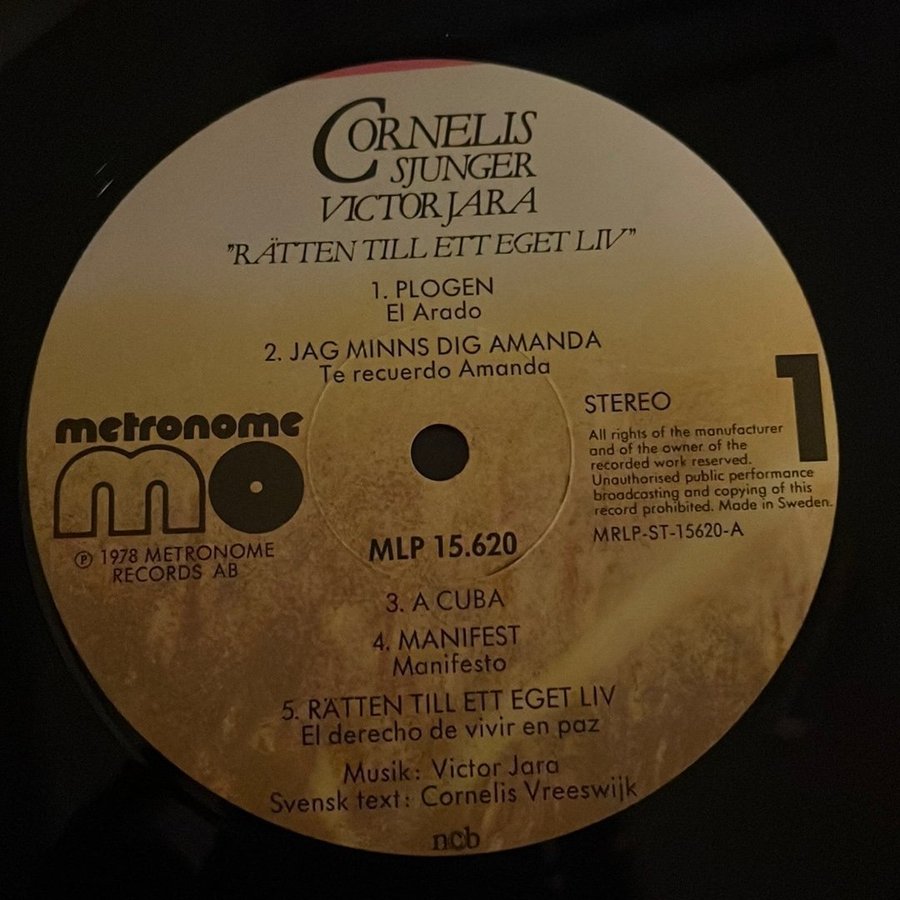 CORNELIS
SJUNGER
VICTOR JARA
"RÄTTEN TILL ETT EGET LIV"
1. PLOGEN
El Arado
2. JAG MINNS DIG AMANDA
Te recuerdo Amanda
metronome
mo
℗ 1978 METRONOME
RECORDS AB
STEREO
1
All rights of the manufacturer
and of the owner of the
recorded work reserved.
Unauthorised public performance
broadcasting and copying of this
record prohibited. Made in Sweden.
MRLP-ST-15620-A
MLP 15.620
3. A CUBA
4. MANIFEST
Manifesto
5. RÄTTEN TILL ETT EGET LIV
El derecho de vivir en paz
Musik: Victor Jara
Svensk text: Cornelis Vreeswijk
ncb